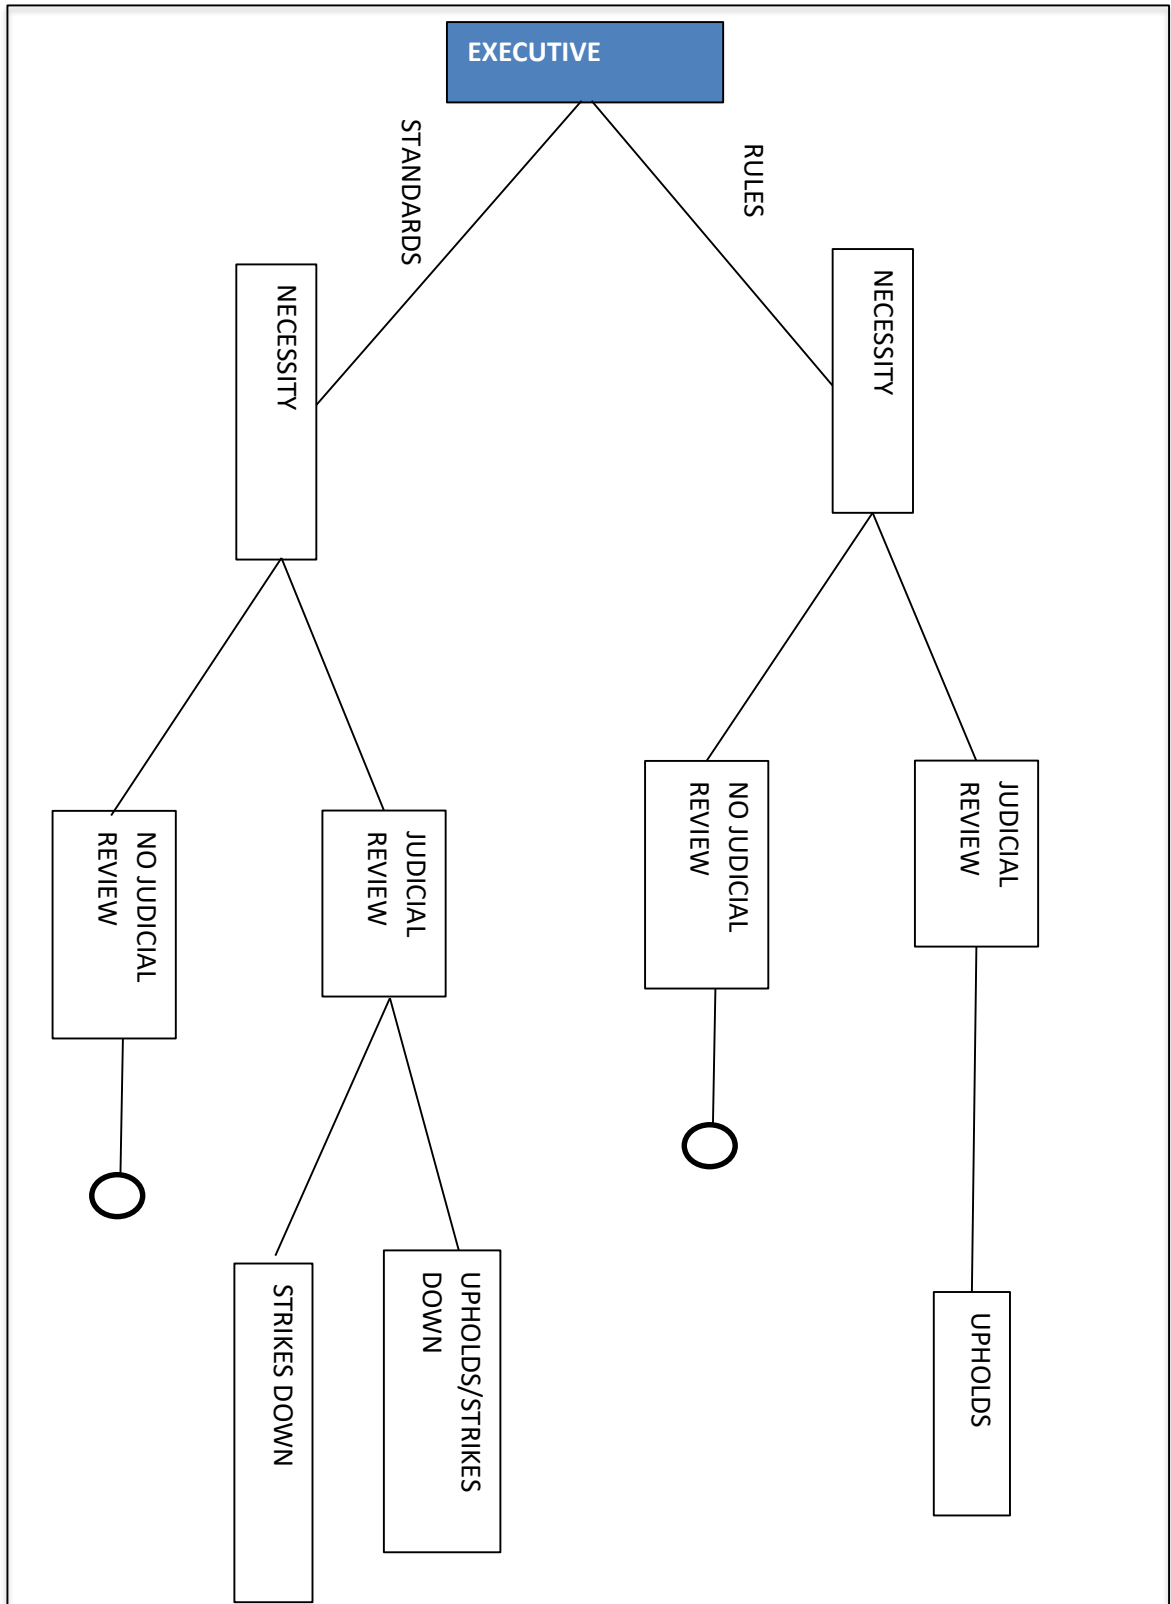 EXECUTIVE
STANDARDS
RULES
NECESSITY
NECESSITY
NO JUDICIAL
REVIEW
JUDICIAL
REVIEW
NO JUDICIAL
REVIEW
JUDICIAL
REVIEW
STRIKES DOWN
UPHOLDS/STRIKES
DOWN
UPHOLDS